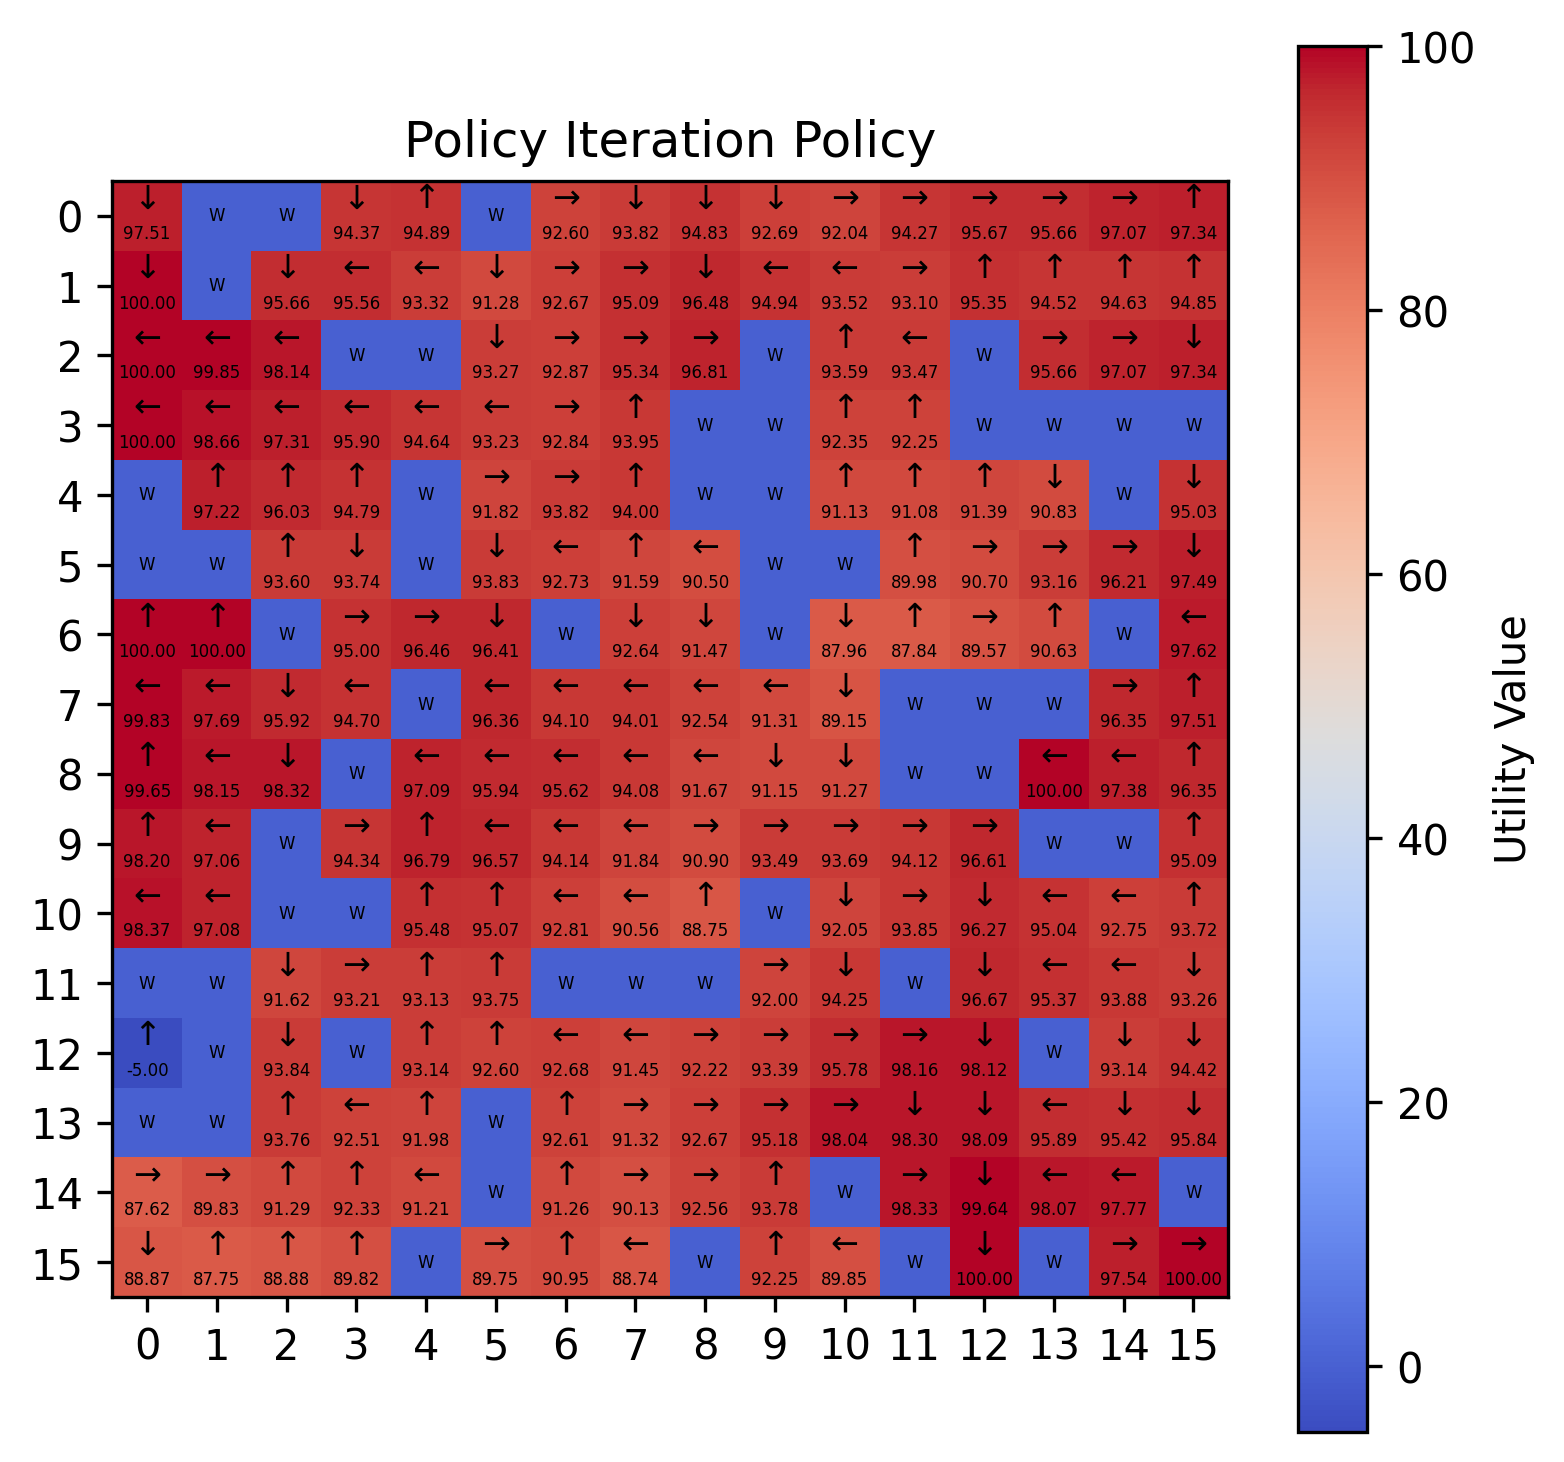 Policy Iteration Policy
0 ↓ W W ↓ ↑ W → ↓ ↓ ↓ → → → → → ↑
97.51 94.37 94.89 92.60 93.82 94.83 92.69 92.04 94.27 95.67 95.66 97.07 97.34
1 ↓ W ↓ ← ← ↓ → → ↓ ← ← → ↑ ↑ ↑ ↑
100.00 95.66 95.56 93.32 91.28 92.67 95.09 96.48 94.94 93.52 93.10 95.35 94.52 94.63 94.85
2 ← ← ← W W ↓ → → → W ↑ ← W → → ↓
100.00 99.85 98.14 93.27 92.87 95.34 96.81 93.59 93.47 95.66 97.07 97.34
3 ← ← ← ← ← ← → ↑ W W ↑ ↑ W W W W
100.00 98.66 97.31 95.90 94.64 93.23 92.84 93.95 92.35 92.25
4 W ↑ ↑ ↑ W → → ↑ W W ↑ ↑ ↑ ↓ W ↓
97.22 96.03 94.79 91.82 93.82 94.00 91.13 91.08 91.39 90.83 95.03
5 W W ↑ ↓ W ↓ ← ↑ ← W W ↑ → → → ↓
93.60 93.74 93.83 92.73 91.59 90.50 89.98 90.70 93.16 96.21 97.49
6 ↑ ↑ W → → ↓ W ↓ ↓ W ↓ ↑ → ↑ W ←
100.00 100.00 95.00 96.46 96.41 92.64 91.47 87.96 87.84 89.57 90.63 97.62
7 ← ← ↓ ← W ← ← ← ← ← ↓ W W W → ↑
99.83 97.69 95.92 94.70 96.36 94.10 94.01 92.54 91.31 89.15 96.35 97.51
8 ↑ ← ↓ W ← ← ← ← ← ↓ ↓ W W ← ← ↑
99.65 98.15 98.32 97.09 95.94 95.62 94.08 91.67 91.15 91.27 100.00 97.38 96.35
9 ↑ ← W → ↑ ← ← ← → → → → → W W ↑
98.20 97.06 94.34 96.79 96.57 94.14 91.84 90.90 93.49 93.69 94.12 96.61 95.09
10 ← ← W W ↑ ↑ ← ← ↑ W ↓ → ↓ ← ← ↑
98.37 97.08 95.48 95.07 92.81 90.56 88.75 92.05 93.85 96.27 95.04 92.75 93.72
11 W W ↓ → ↑ ↑ W W W → ↓ W ↓ ← ← ↓
91.62 93.21 93.13 93.75 92.00 94.25 96.67 95.37 93.88 93.26
12 ↑ W ↓ W ↑ ↑ ← ← → → → → ↓ W ↓ ↓
-5.00 93.84 93.14 92.60 92.68 91.45 92.22 93.39 95.78 98.16 98.12 93.14 94.42
13 W W ↑ ← ↑ W ↑ → → → → ↓ ↓ ← ↓ ↓
93.76 92.51 91.98 92.61 91.32 92.67 95.18 98.04 98.30 98.09 95.89 95.42 95.84
14 → → ↑ ↑ ← W ↑ → → ↑ W → ↓ ← ← W
87.62 89.83 91.29 92.33 91.21 91.26 90.13 92.56 93.78 98.33 99.64 98.07 97.77
15 ↓ ↑ ↑ ↑ W → ↑ ← W ↑ ← W ↓ W → →
88.87 87.75 88.88 89.82 89.75 90.95 88.74 92.25 89.85 100.00 97.54 100.00
0 1 2 3 4 5 6 7 8 9 10 11 12 13 14 15
100
80
60
40
20
0
Utility Value